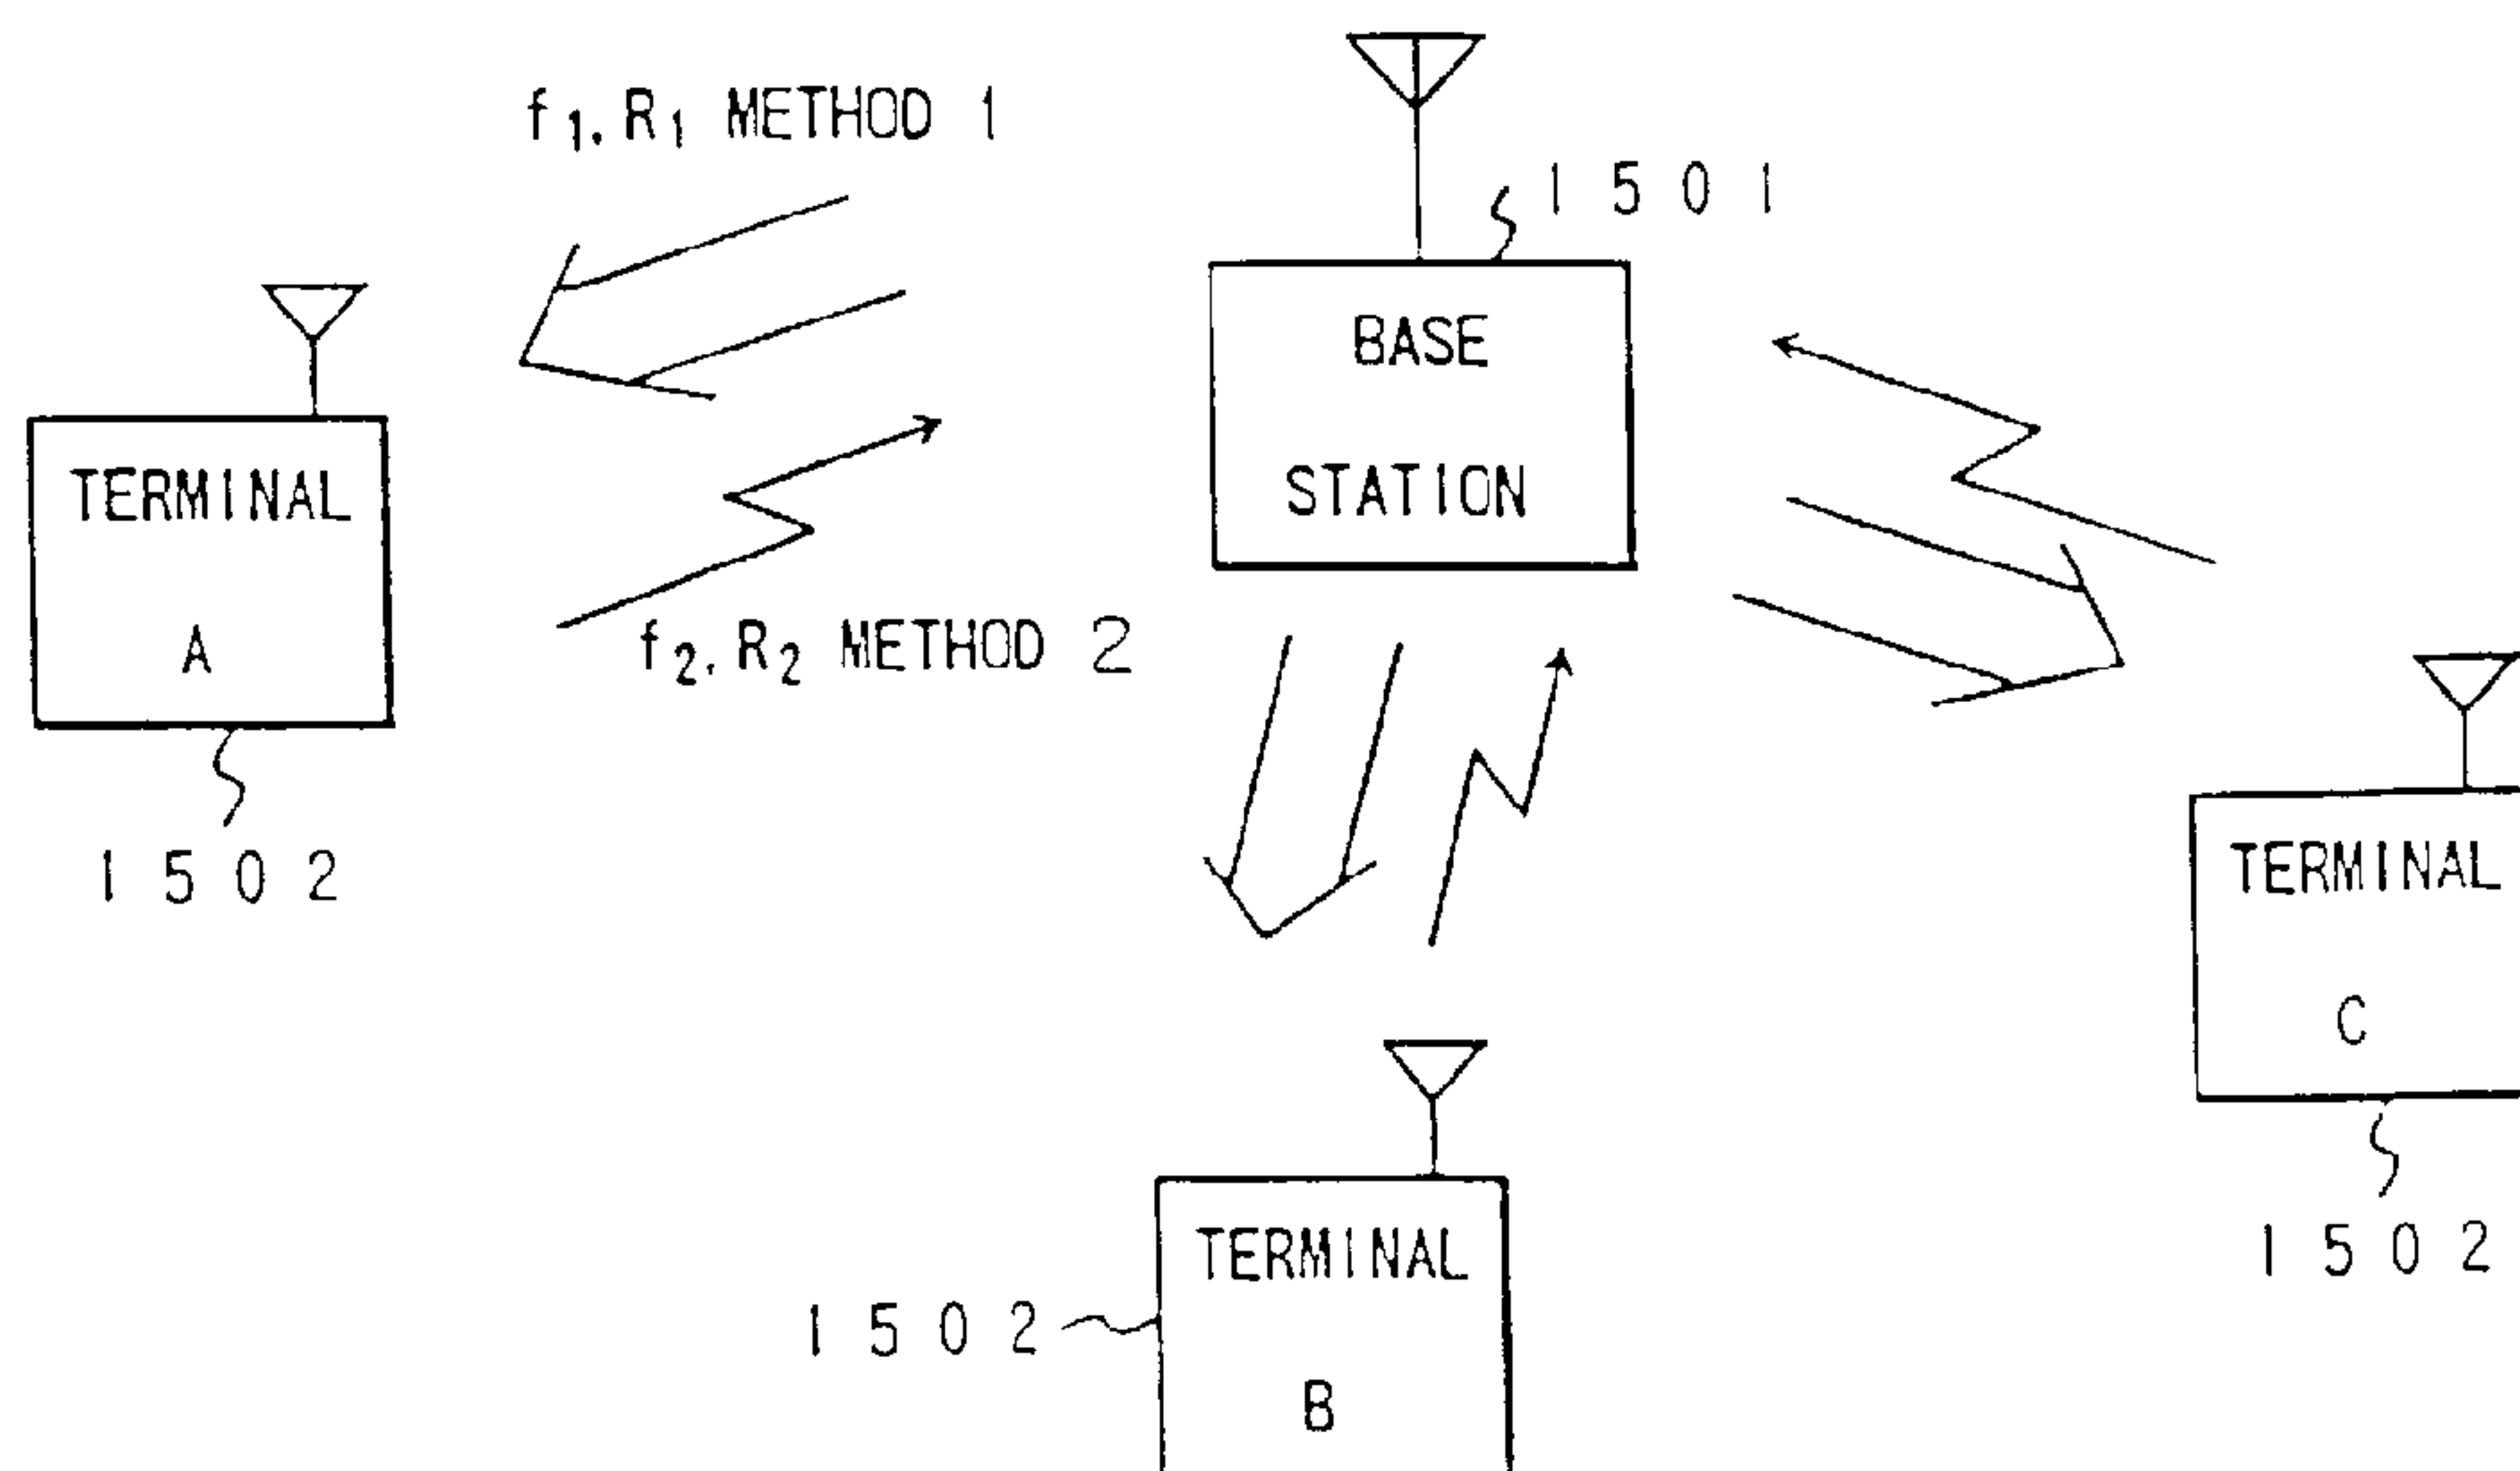 f1, R1 METHOD 1
1501
BASE
STATION
TERMINAL
A
f2, R2 METHOD 2
1502
TERMINAL
C
1502
TERMINAL
B
1502